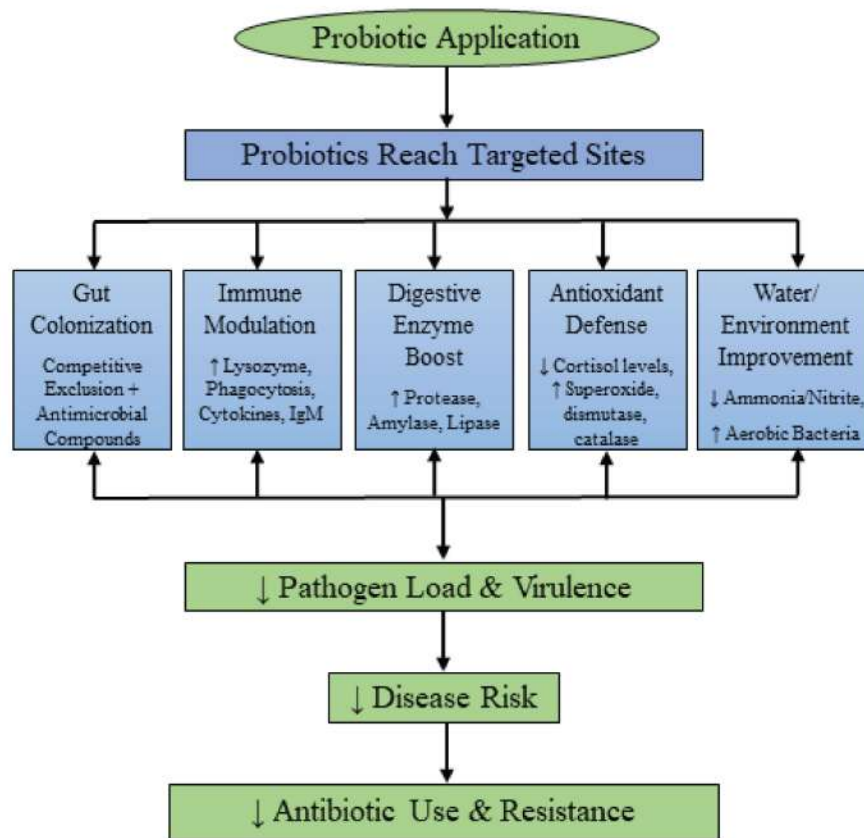 Probiotic Application
Probiotics Reach Targeted Sites
Gut
Colonization
Competitive
Exclusion +
Antimicrobial
Compounds
Immune
Modulation
↑ Lysozyme,
Phagocytosis,
Cytokines, IgM
Digestive
Enzyme
Boost
↑ Protease,
Amylase, Lipase
Antioxidant
Defense
↓ Cortisol levels,
↑ Superoxide,
dismutase,
catalase
Water/
Environment
Improvement
↓ Ammonia/Nitrite,
↑ Aerobic Bacteria
↓ Pathogen Load & Virulence
↓ Disease Risk
↓ Antibiotic Use & Resistance